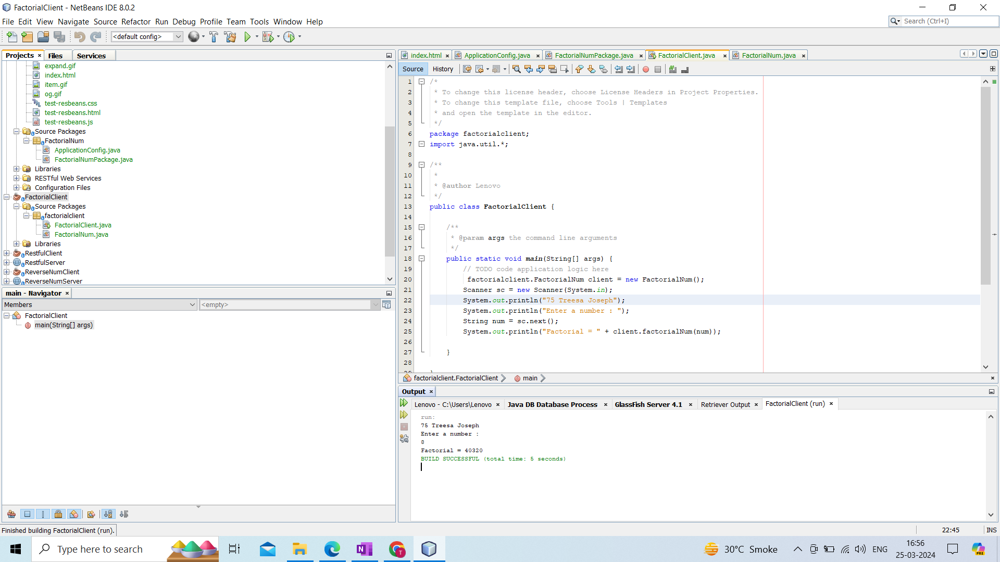 FactorialClient - NetBeans IDE 8.0.2
File Edit View Navigate Source Refactor Run Debug Profile Team Tools Window Help
Search (Ctrl+I)
<default config>
Projects Files Services
expand.gif
index.html
item.gif
og.gif
test-resbeans.css
test-resbeans.html
test-resbeans.js
Source Packages
FactorialNum
ApplicationConfig.java
FactorialNumPackage.java
Libraries
RESTful Web Services
Configuration Files
FactorialClient
Source Packages
factorialclient
FactorialClient.java
FactorialNum.java
Libraries
RestfulClient
RestfulServer
ReverseNumClient
ReverseNumServer
main - Navigator
Members <empty>
FactorialClient
main(String[] args)
index.html ApplicationConfig.java FactorialNumPackage.java FactorialClient.java FactorialNum.java
Source History
1 /*
2 * To change this license header, choose License Headers in Project Properties.
3 * To change this template file, choose Tools | Templates
4 * and open the template in the editor.
5 */
6 package factorialclient;
7 import java.util.*;
8
9 /**
10 *
11 * @author Lenovo
12 */
13 public class FactorialClient {
14
15 /**
16 * @param args the command line arguments
17 */
18 public static void main(String[] args) {
19 // TODO code application logic here
20 factorialclient.FactorialNum client = new FactorialNum();
21 Scanner sc = new Scanner(System.in);
22 System.out.println("75 Treesa Joseph");
23 System.out.println("Enter a number : ");
24 String num = sc.next();
25 System.out.println("Factorial = " + client.factorialNum(num));
26
27 }
28
factorialclient.FactorialClient main
Output
Lenovo - C:\Users\Lenovo Java DB Database Process GlassFish Server 4.1 Retriever Output FactorialClient (run)
run:
75 Treesa Joseph
Enter a number :
8
Factorial = 40320
BUILD SUCCESSFUL (total time: 5 seconds)
Finished building FactorialClient (run).
22:45 INS
Type here to search
30°C Smoke
ENG
16:56
25-03-2024
PRE